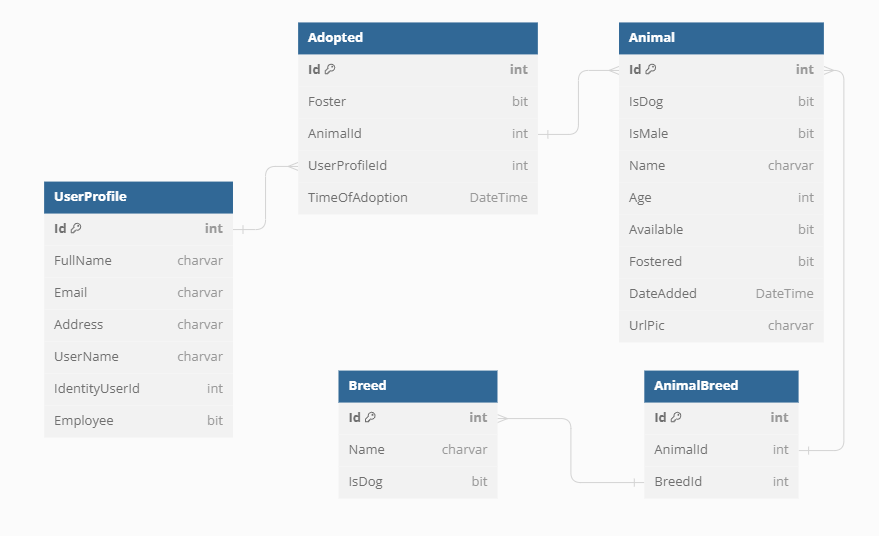 Adopted
Id int
Foster bit
AnimalId int
UserProfileId int
TimeOfAdoption DateTime
Animal
Id int
IsDog bit
IsMale bit
Name charvar
Age int
Available bit
Fostered bit
DateAdded DateTime
UrlPic charvar
UserProfile
Id int
FullName charvar
Email charvar
Address charvar
UserName charvar
IdentityUserId int
Employee bit
Breed
Id int
Name charvar
IsDog bit
AnimalBreed
Id int
AnimalId int
BreedId int